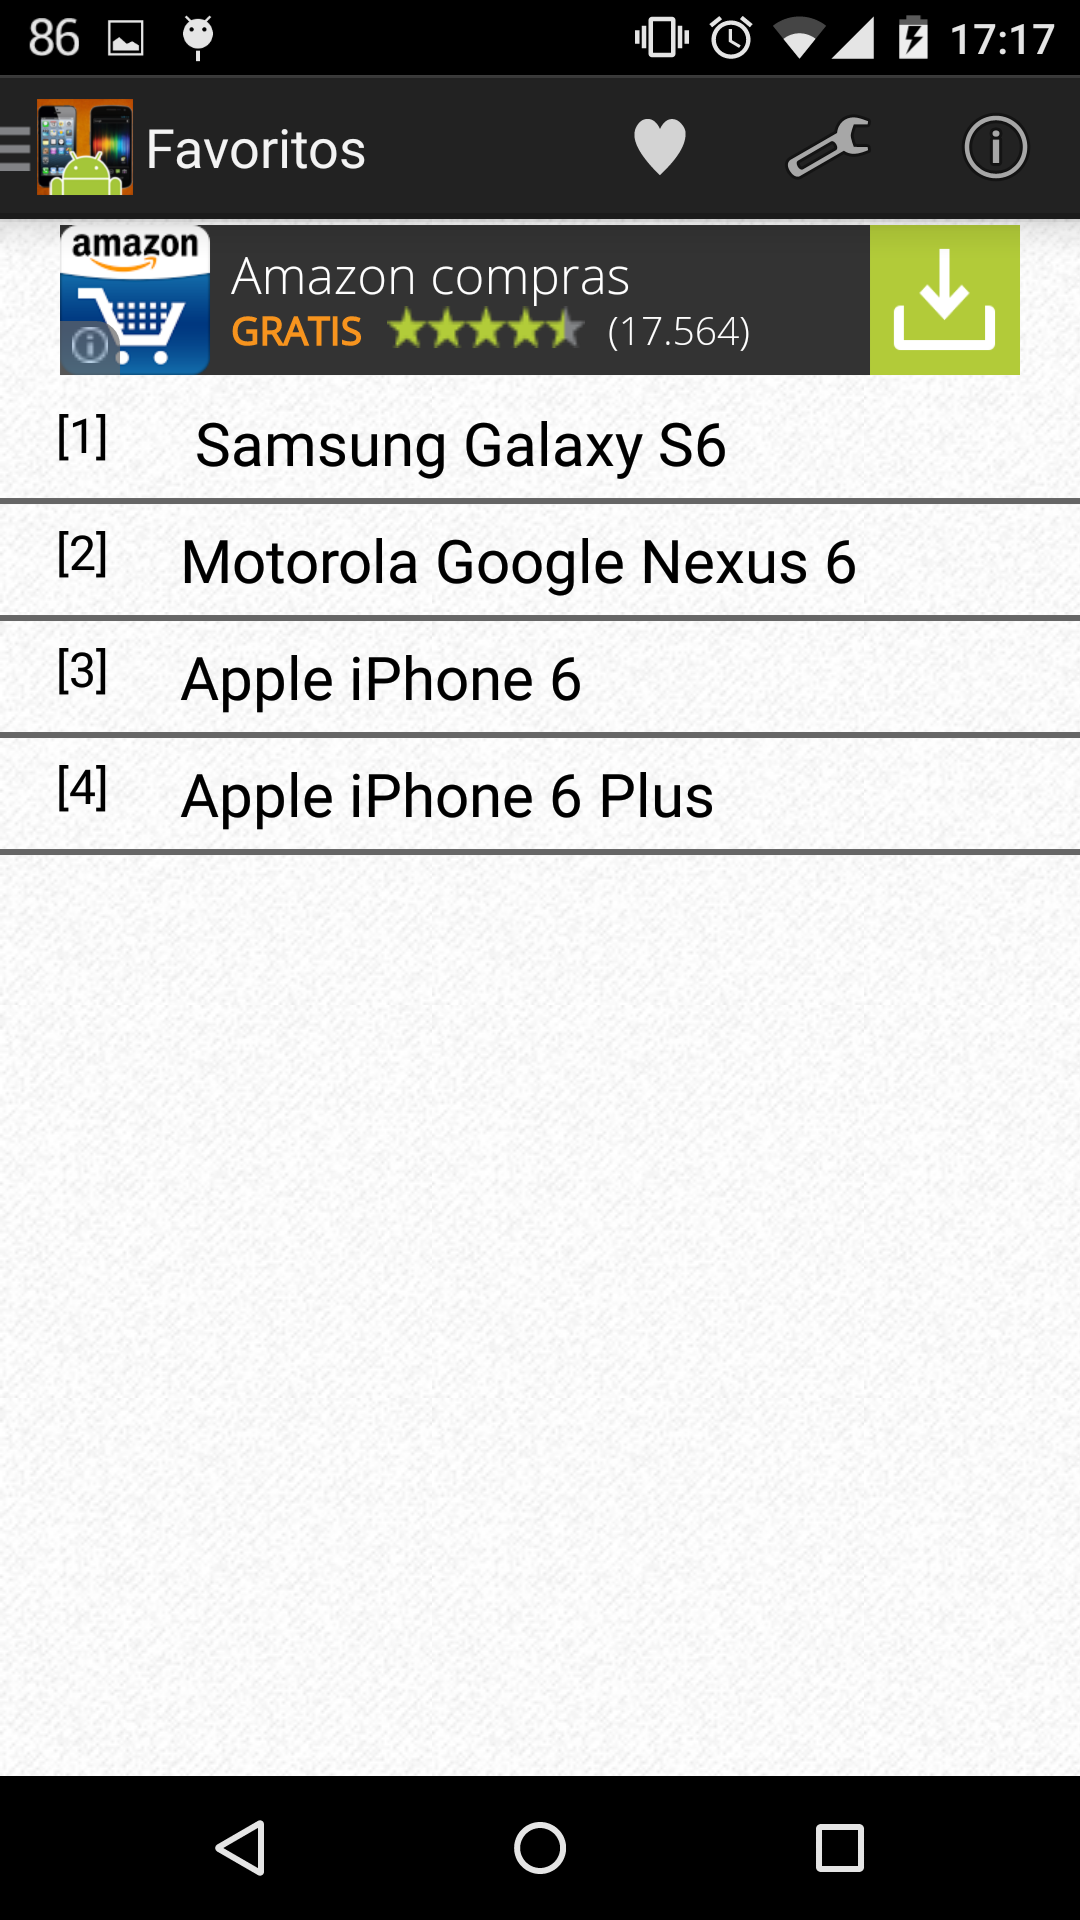 86 17:17
Favoritos
amazon
Amazon compras
GRATIS (17.564)
[1] Samsung Galaxy S6
[2] Motorola Google Nexus 6
[3] Apple iPhone 6
[4] Apple iPhone 6 Plus